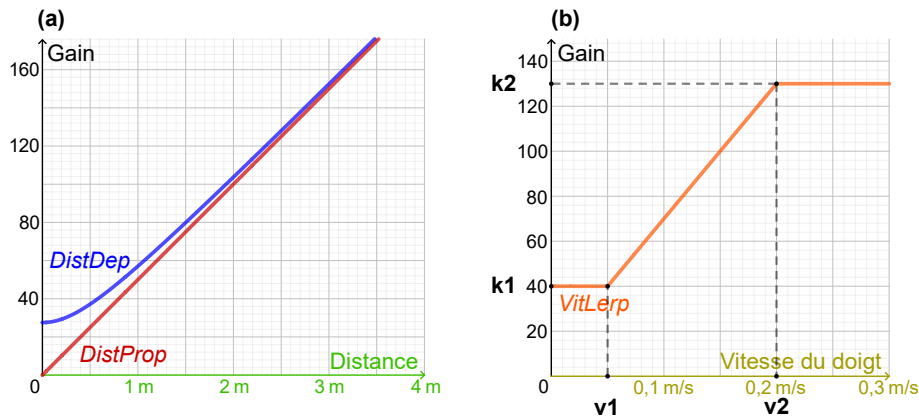 (a)
Gain
160
120
80
40
0
DistDep
DistProp
Distance
1 m
2 m
3 m
4 m
(b)
Gain
140
k2
120
100
80
60
k1
40
20
0
VitLerp
Vitesse du doigt
0,1 m/s
0,2 m/s
0,3 m/s
v1
v2